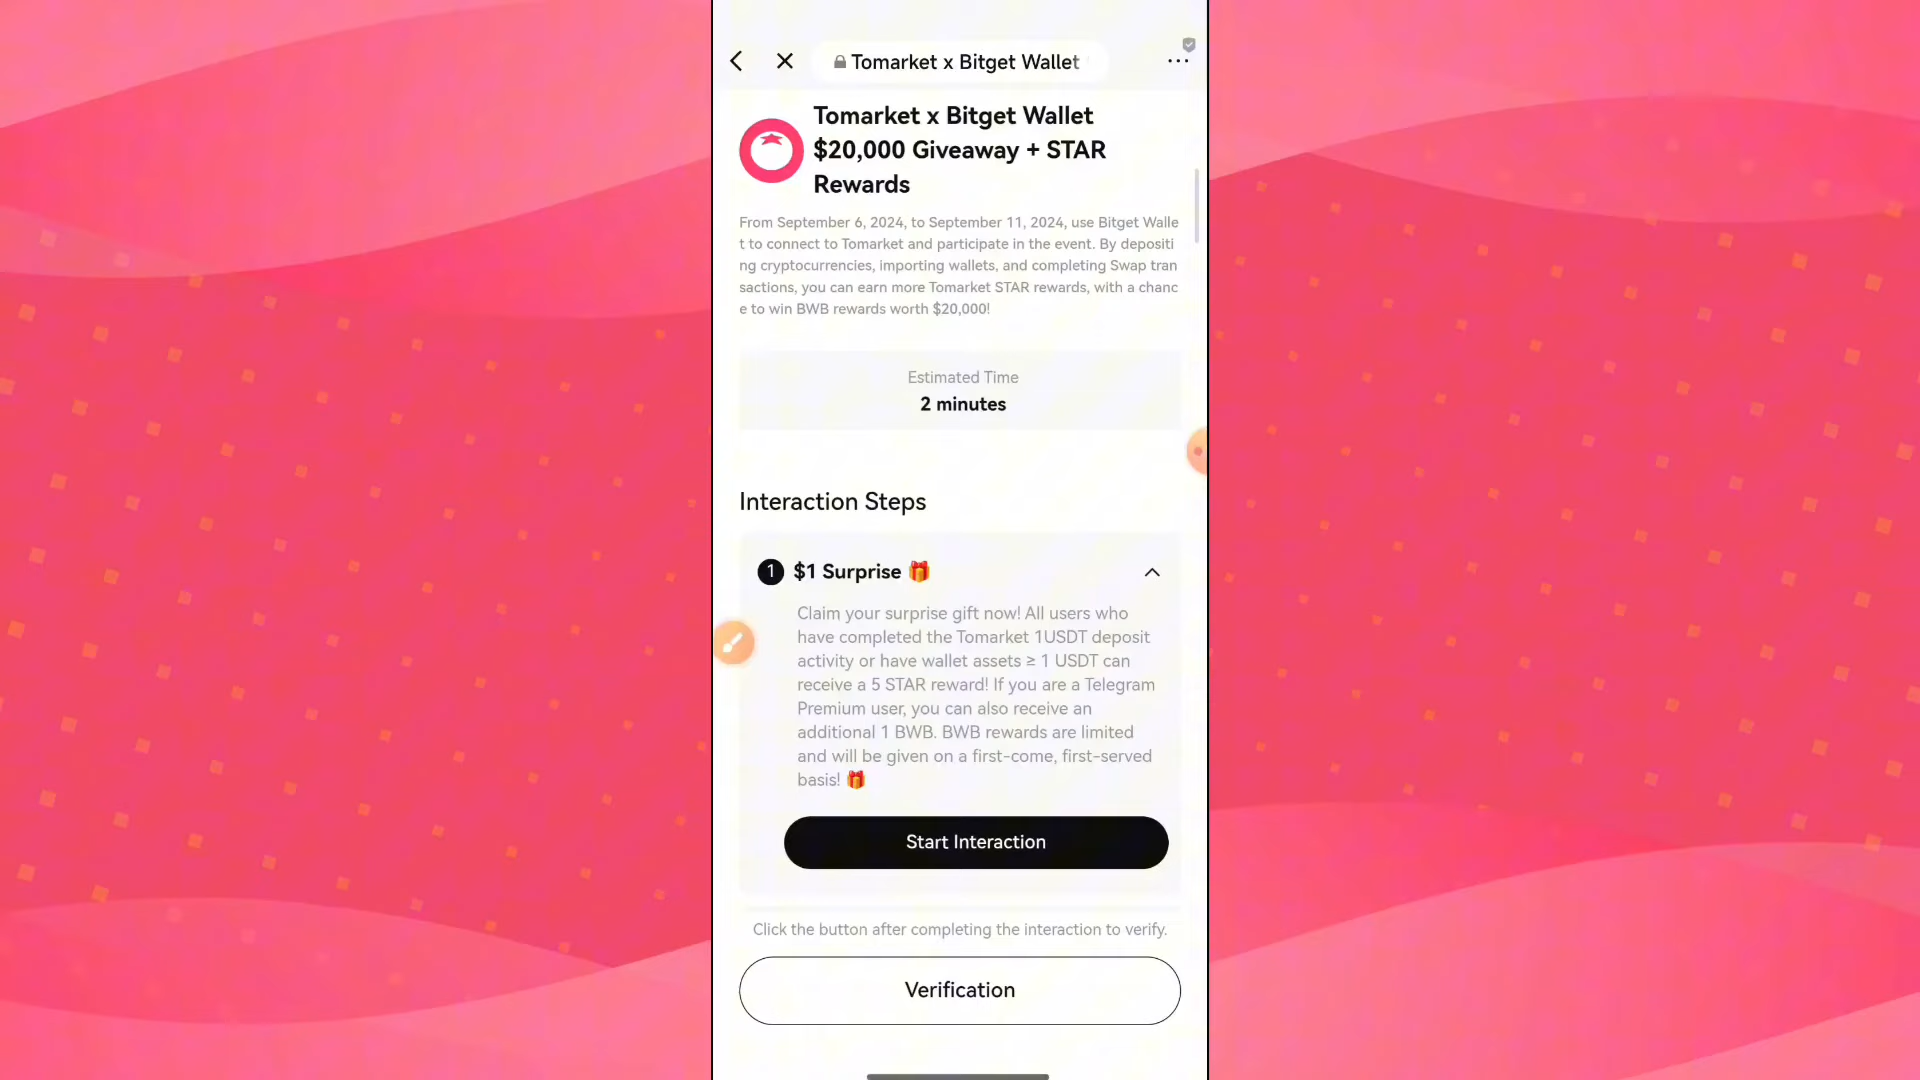 Tomarket x Bitget Wallet
Tomarket x Bitget Wallet
$20,000 Giveaway + STAR
Rewards
From September 6, 2024, to September 11, 2024, use Bitget Walle
t to connect to Tomarket and participate in the event. By depositi
ng cryptocurrencies, importing wallets, and completing Swap tran
sactions, you can earn more Tomarket STAR rewards, with a chanc
e to win BWB rewards worth $20,000!
Estimated Time
2 minutes
Interaction Steps
1 $1 Surprise 🎁
Claim your surprise gift now! All users who
have completed the Tomarket 1USDT deposit
activity or have wallet assets ≥ 1 USDT can
receive a 5 STAR reward! If you are a Telegram
Premium user, you can also receive an
additional 1 BWB. BWB rewards are limited
and will be given on a first-come, first-served
basis! 🎁
Start Interaction
Click the button after completing the interaction to verify.
Verification